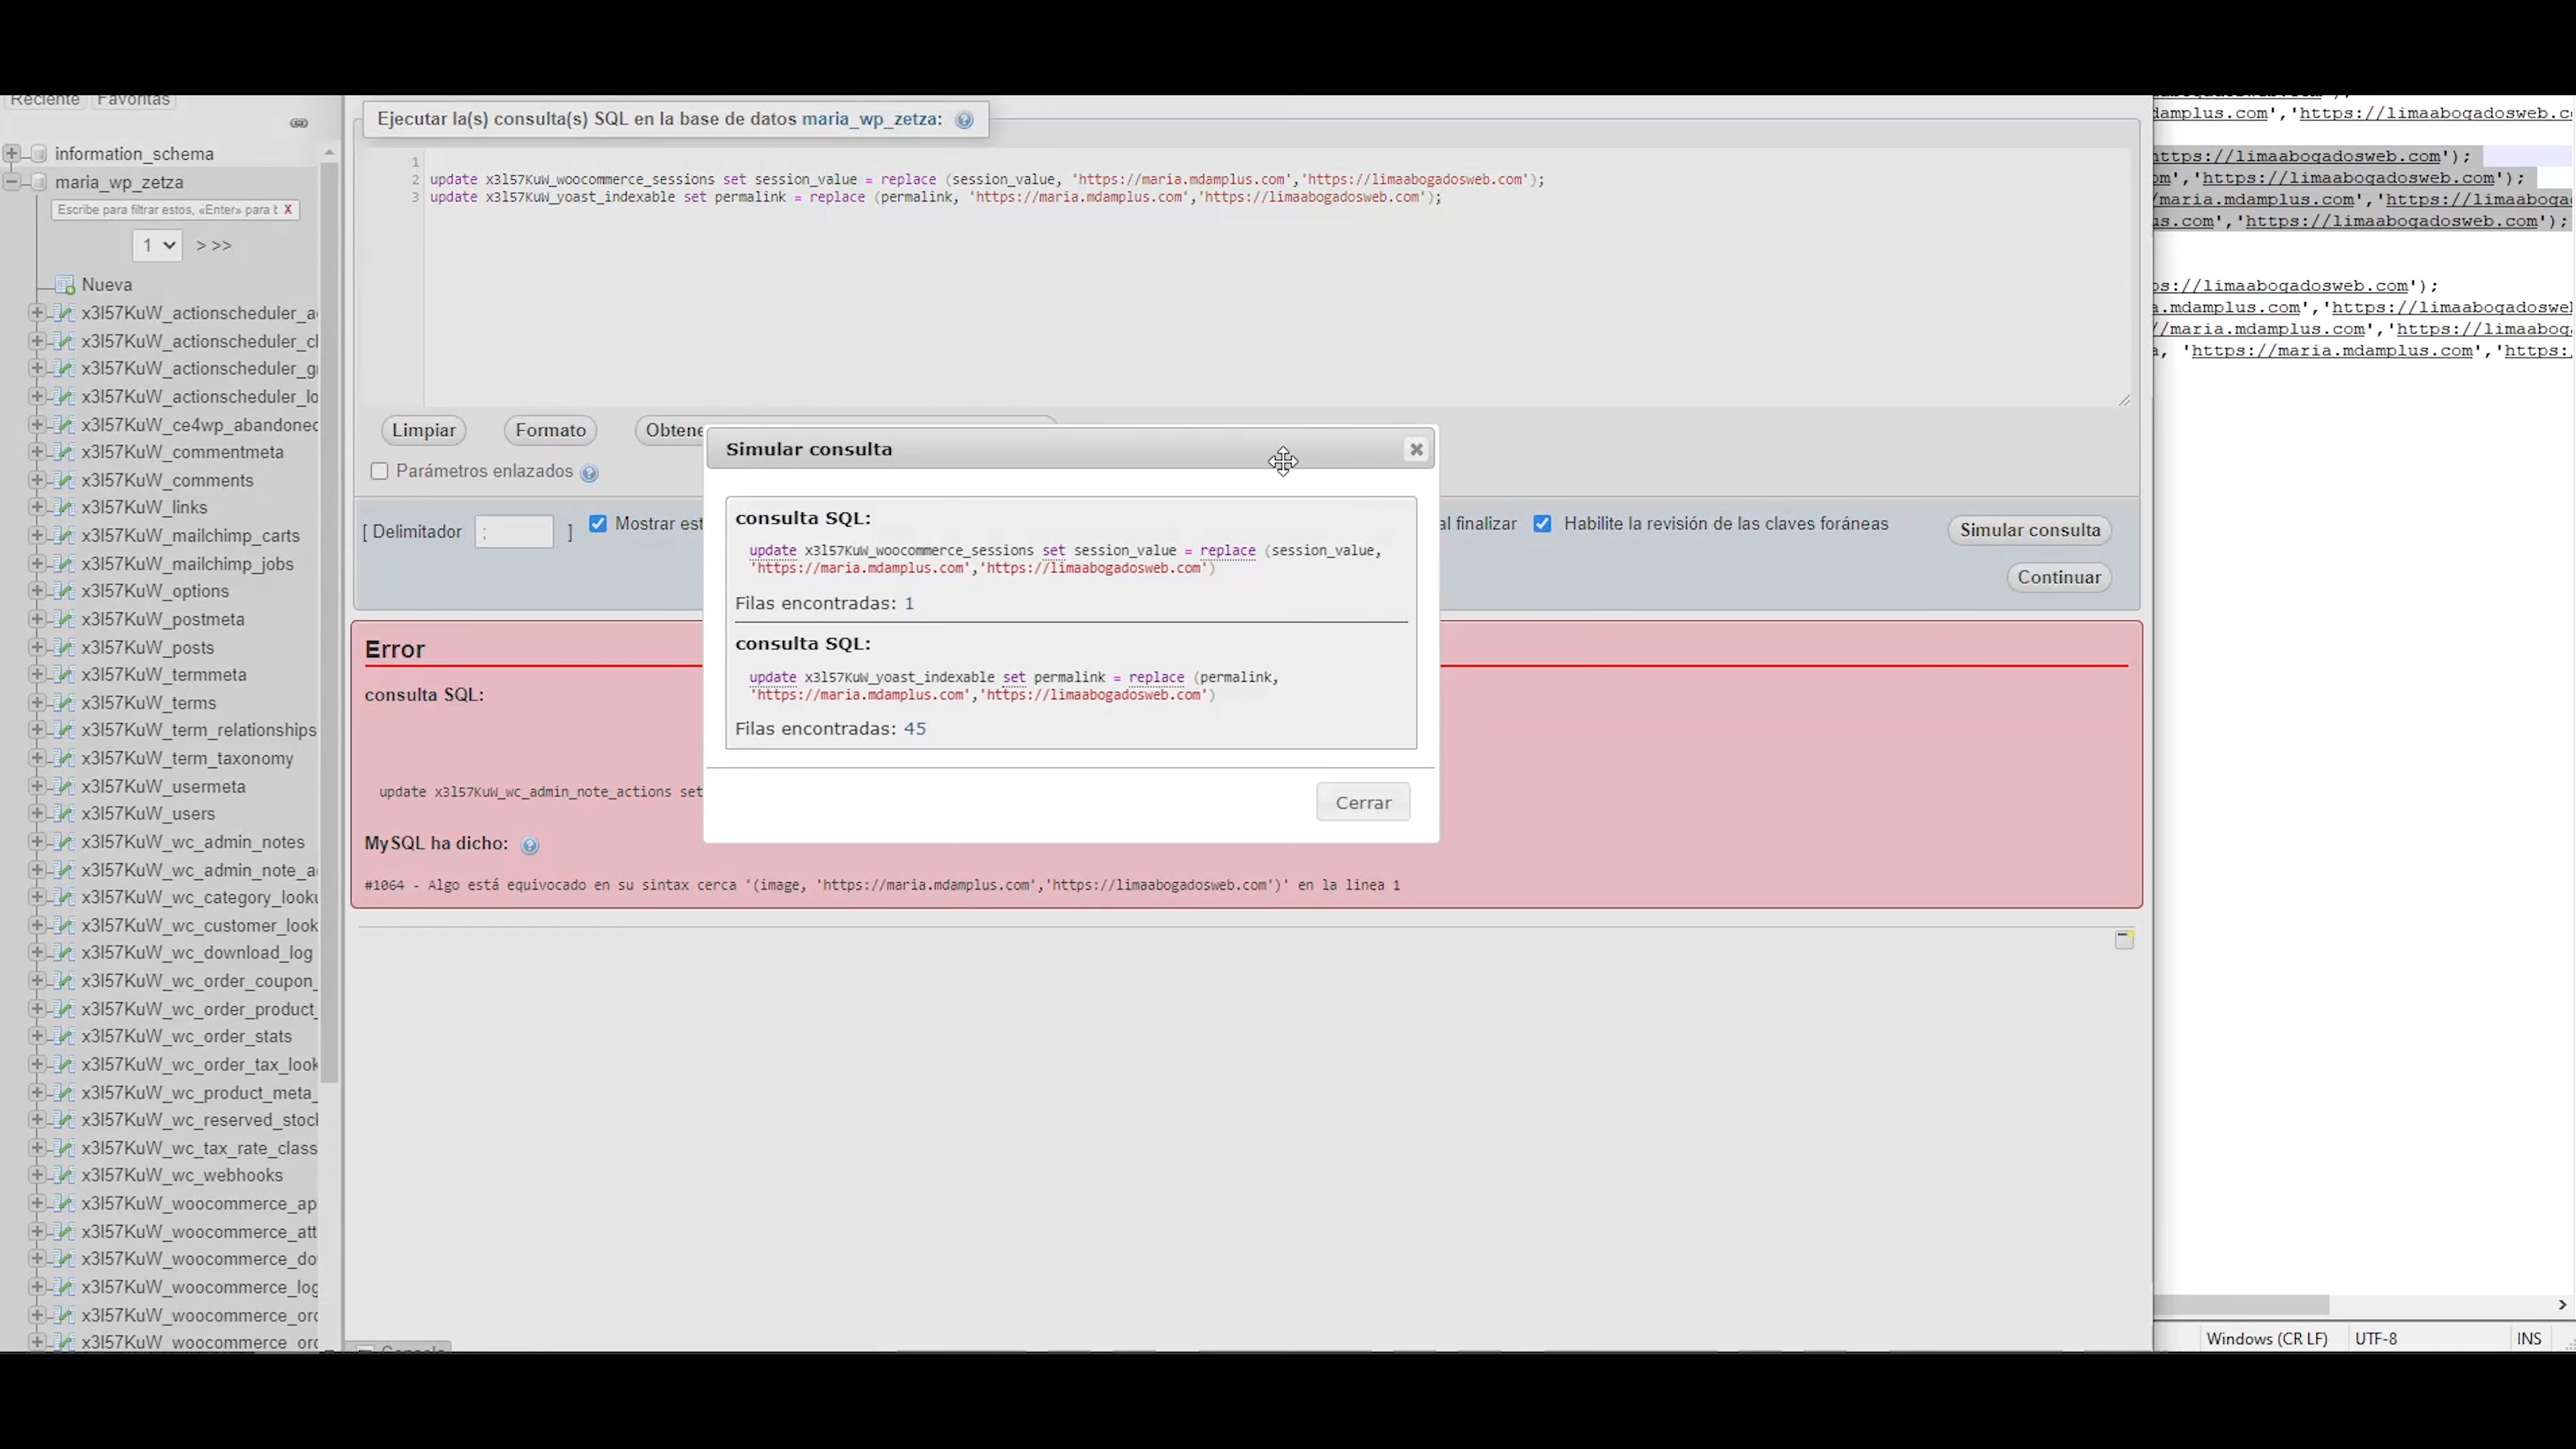 Reciente Favoritas
information_schema
maria_wp_zetza
Escribe para filtrar estos, «Enter» para t X
1 > >>
Nueva
x3l57KuW_actionscheduler_a
x3l57KuW_actionscheduler_cl
x3l57KuW_actionscheduler_gr
x3l57KuW_actionscheduler_lo
x3l57KuW_ce4wp_abandoned
x3l57KuW_commentmeta
x3l57KuW_comments
x3l57KuW_links
x3l57KuW_mailchimp_carts
x3l57KuW_mailchimp_jobs
x3l57KuW_options
x3l57KuW_postmeta
x3l57KuW_posts
x3l57KuW_termmeta
x3l57KuW_terms
x3l57KuW_term_relationships
x3l57KuW_term_taxonomy
x3l57KuW_usermeta
x3l57KuW_users
x3l57KuW_wc_admin_notes
x3l57KuW_wc_admin_note_a
x3l57KuW_wc_category_looku
x3l57KuW_wc_customer_look
x3l57KuW_wc_download_log
x3l57KuW_wc_order_coupon_
x3l57KuW_wc_order_product_
x3l57KuW_wc_order_stats
x3l57KuW_wc_order_tax_look
x3l57KuW_wc_product_meta_
x3l57KuW_wc_reserved_stock
x3l57KuW_wc_tax_rate_class
x3l57KuW_wc_webhooks
x3l57KuW_woocommerce_ap
x3l57KuW_woocommerce_att
x3l57KuW_woocommerce_do
x3l57KuW_woocommerce_log
x3l57KuW_woocommerce_ord
x3l57KuW_woocommerce_ord
Ejecutar la(s) consulta(s) SQL en la base de datos maria_wp_zetza:
1
2 update x3l57KuW_woocommerce_sessions set session_value = replace (session_value, 'https://maria.mdamplus.com','https://limaabogadosweb.com');
3 update x3l57KuW_yoast_indexable set permalink = replace (permalink, 'https://maria.mdamplus.com','https://limaabogadosweb.com');
Limpiar Formato Obtene
Parámetros enlazados
[ Delimitador ; ] Mostrar est al finalizar Habilite la revisión de las claves foráneas Simular consulta
Continuar
Simular consulta
consulta SQL:
update x3l57KuW_woocommerce_sessions set session_value = replace (session_value,
'https://maria.mdamplus.com','https://limaabogadosweb.com')
Filas encontradas: 1
consulta SQL:
update x3l57KuW_yoast_indexable set permalink = replace (permalink,
'https://maria.mdamplus.com','https://limaabogadosweb.com')
Filas encontradas: 45
Cerrar
Error
consulta SQL:
update x3l57KuW_wc_admin_note_actions set
MySQL ha dicho:
#1064 - Algo está equivocado en su sintax cerca '(image, 'https://maria.mdamplus.com','https://limaabogadosweb.com')' en la linea 1
damplus.com','https://limaabogadosweb.c
https://limaabogadosweb.com');
om','https://limaabogadosweb.com');
/maria.mdamplus.com','https://limaaboga
us.com','https://limaabogadosweb.com');
ps://limaabogadosweb.com');
a.mdamplus.com','https://limaabogadoswe
//maria.mdamplus.com','https://limaabog
a, 'https://maria.mdamplus.com','https:
Windows (CR LF) UTF-8 INS